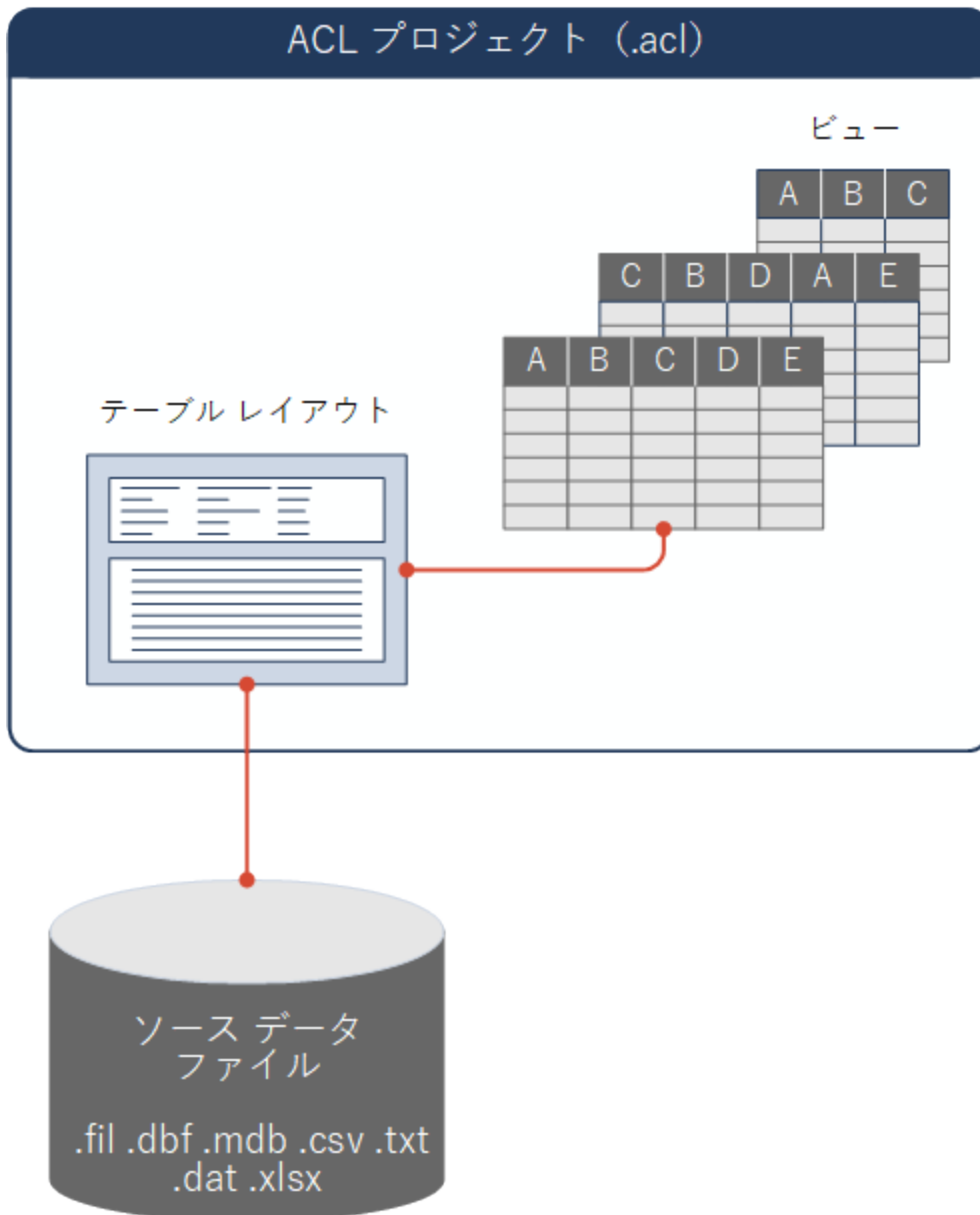 ACL プロジェクト（.acl）
ビュー
A B C
C B D A E
A B C D E
テーブル レイアウト
ソース データ
ファイル
.fil .dbf .mdb .csv .txt
.dat .xlsx